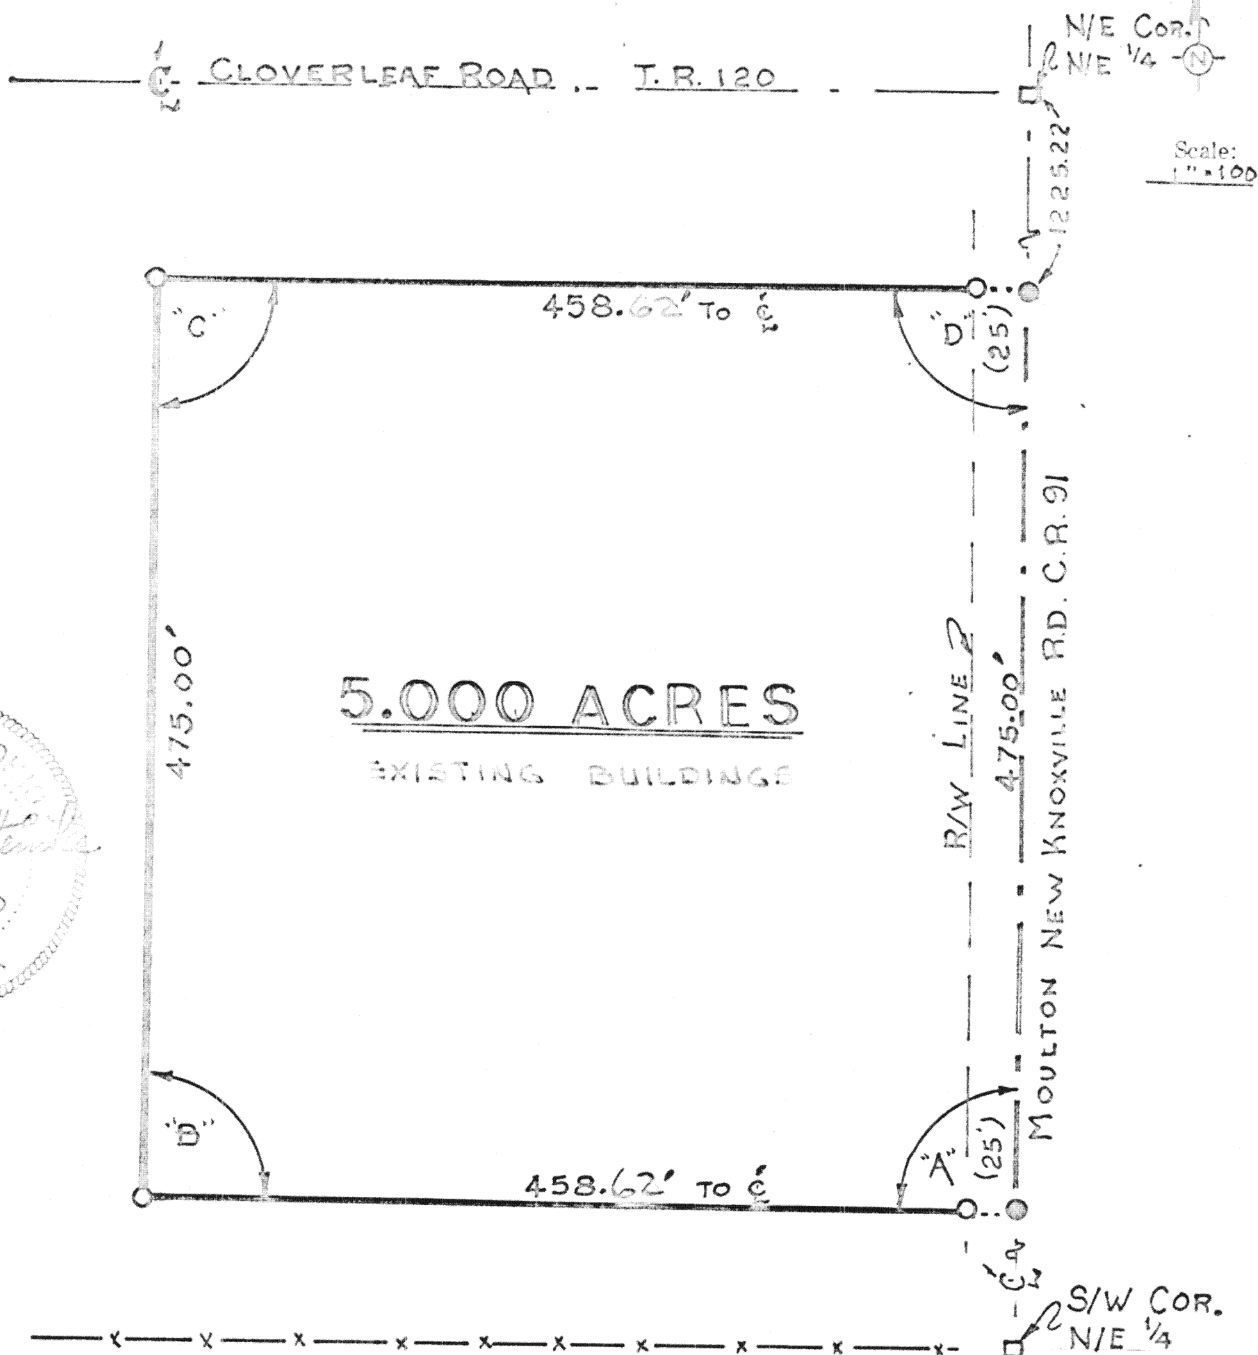 N/E COR.
N/E 1/4
N
℄ CLOVERLEAF ROAD . - T.R. 120
1225.22'
Scale:
1" = 100
458.62' TO ℄
"C"
"D"
(25')
MOULTON NEW KNOXVILLE RD. C.R. 91
475.00'
R/W LINE
475.00'
5.000 ACRES
EXISTING BUILDINGS
"B"
"A"
(25')
458.62' TO ℄
℄
S/W COR.
N/E 1/4